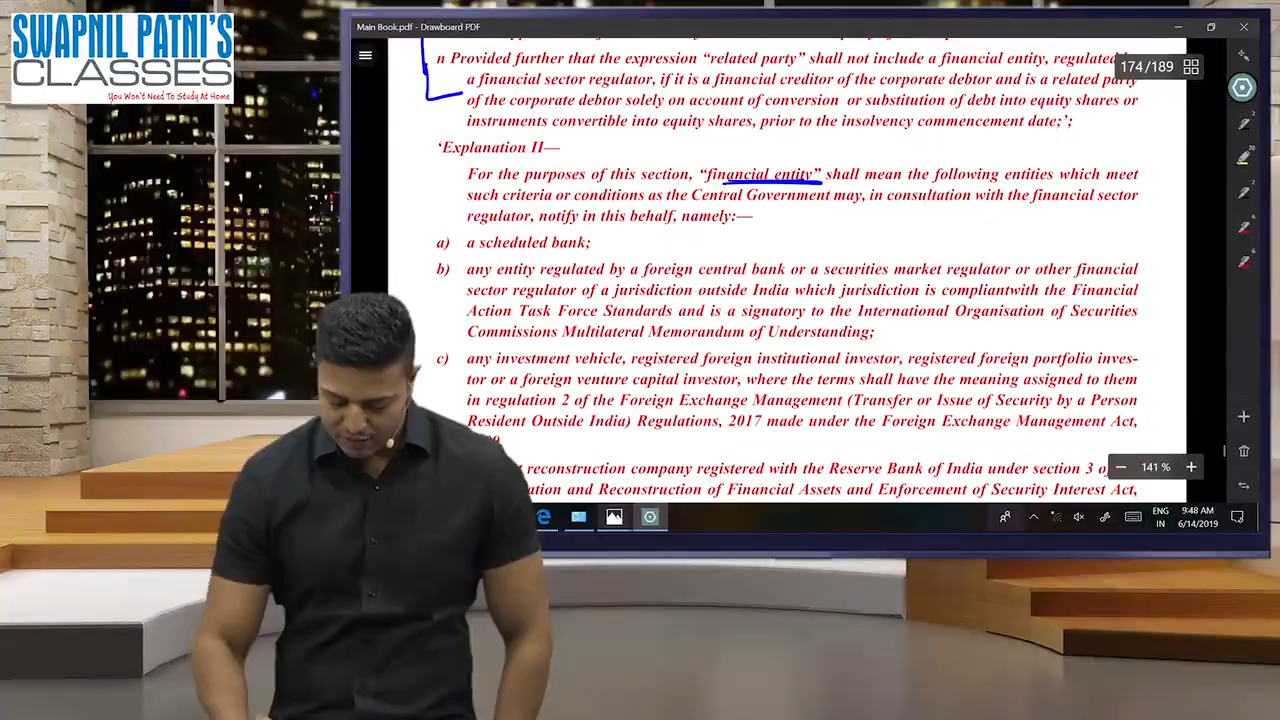 SWAPNIL PATNI'S
CLASSES
You Won't Need To Study At Home
Main Book.pdf - Drawboard PDF
n Provided further that the expression “related party” shall not include a financial entity, regulated
174/189
a financial sector regulator, if it is a financial creditor of the corporate debtor and is a related party
of the corporate debtor solely on account of conversion or substitution of debt into equity shares or
instruments convertible into equity shares, prior to the insolvency commencement date;’;
‘Explanation II—
For the purposes of this section, “financial entity” shall mean the following entities which meet
such criteria or conditions as the Central Government may, in consultation with the financial sector
regulator, notify in this behalf, namely:—
a) a scheduled bank;
b) any entity regulated by a foreign central bank or a securities market regulator or other financial
sector regulator of a jurisdiction outside India which jurisdiction is compliantwith the Financial
Action Task Force Standards and is a signatory to the International Organisation of Securities
Commissions Multilateral Memorandum of Understanding;
c) any investment vehicle, registered foreign institutional investor, registered foreign portfolio inves-
tor or a foreign venture capital investor, where the terms shall have the meaning assigned to them
in regulation 2 of the Foreign Exchange Management (Transfer or Issue of Security by a Person
Resident Outside India) Regulations, 2017 made under the Foreign Exchange Management Act,
reconstruction company registered with the Reserve Bank of India under section 3
141 %
and Reconstruction of Financial Assets and Enforcement of Security Interest Act,
ENG
IN
9:48 AM
6/14/2019